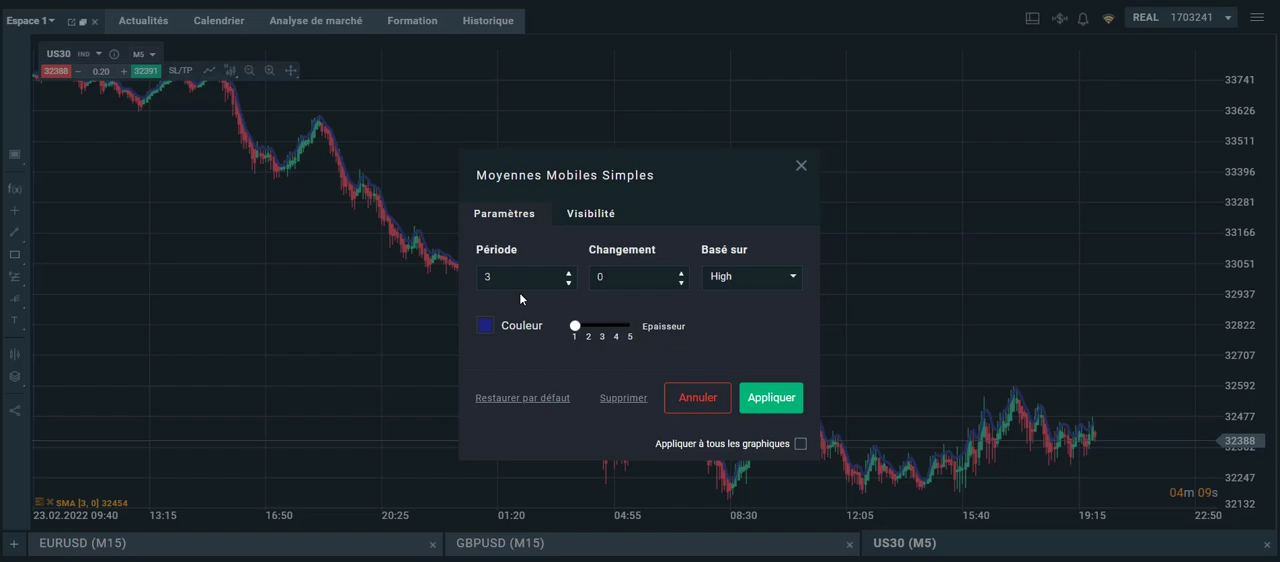 Espace 1
Actualités
Calendrier
Analyse de marché
Formation
Historique
REAL 1703241
US30 IND
M5
32388 − 0.20 + 32391 SL/TP
f(x)
T
Moyennes Mobiles Simples
Paramètres
Visibilité
Période
Changement
Basé sur
3
0
High
Couleur
1 2 3 4 5
Epaisseur
Restaurer par défaut
Supprimer
Annuler
Appliquer
Appliquer à tous les graphiques
33741
33626
33511
33396
33281
33166
33051
32937
32822
32707
32592
32477
32388
32247
32132
04m 09s
SMA [3, 0] 32454
23.02.2022 09:40
13:15
16:50
20:25
01:20
04:55
08:30
12:05
15:40
19:15
22:50
EURUSD (M15)
GBPUSD (M15)
US30 (M5)